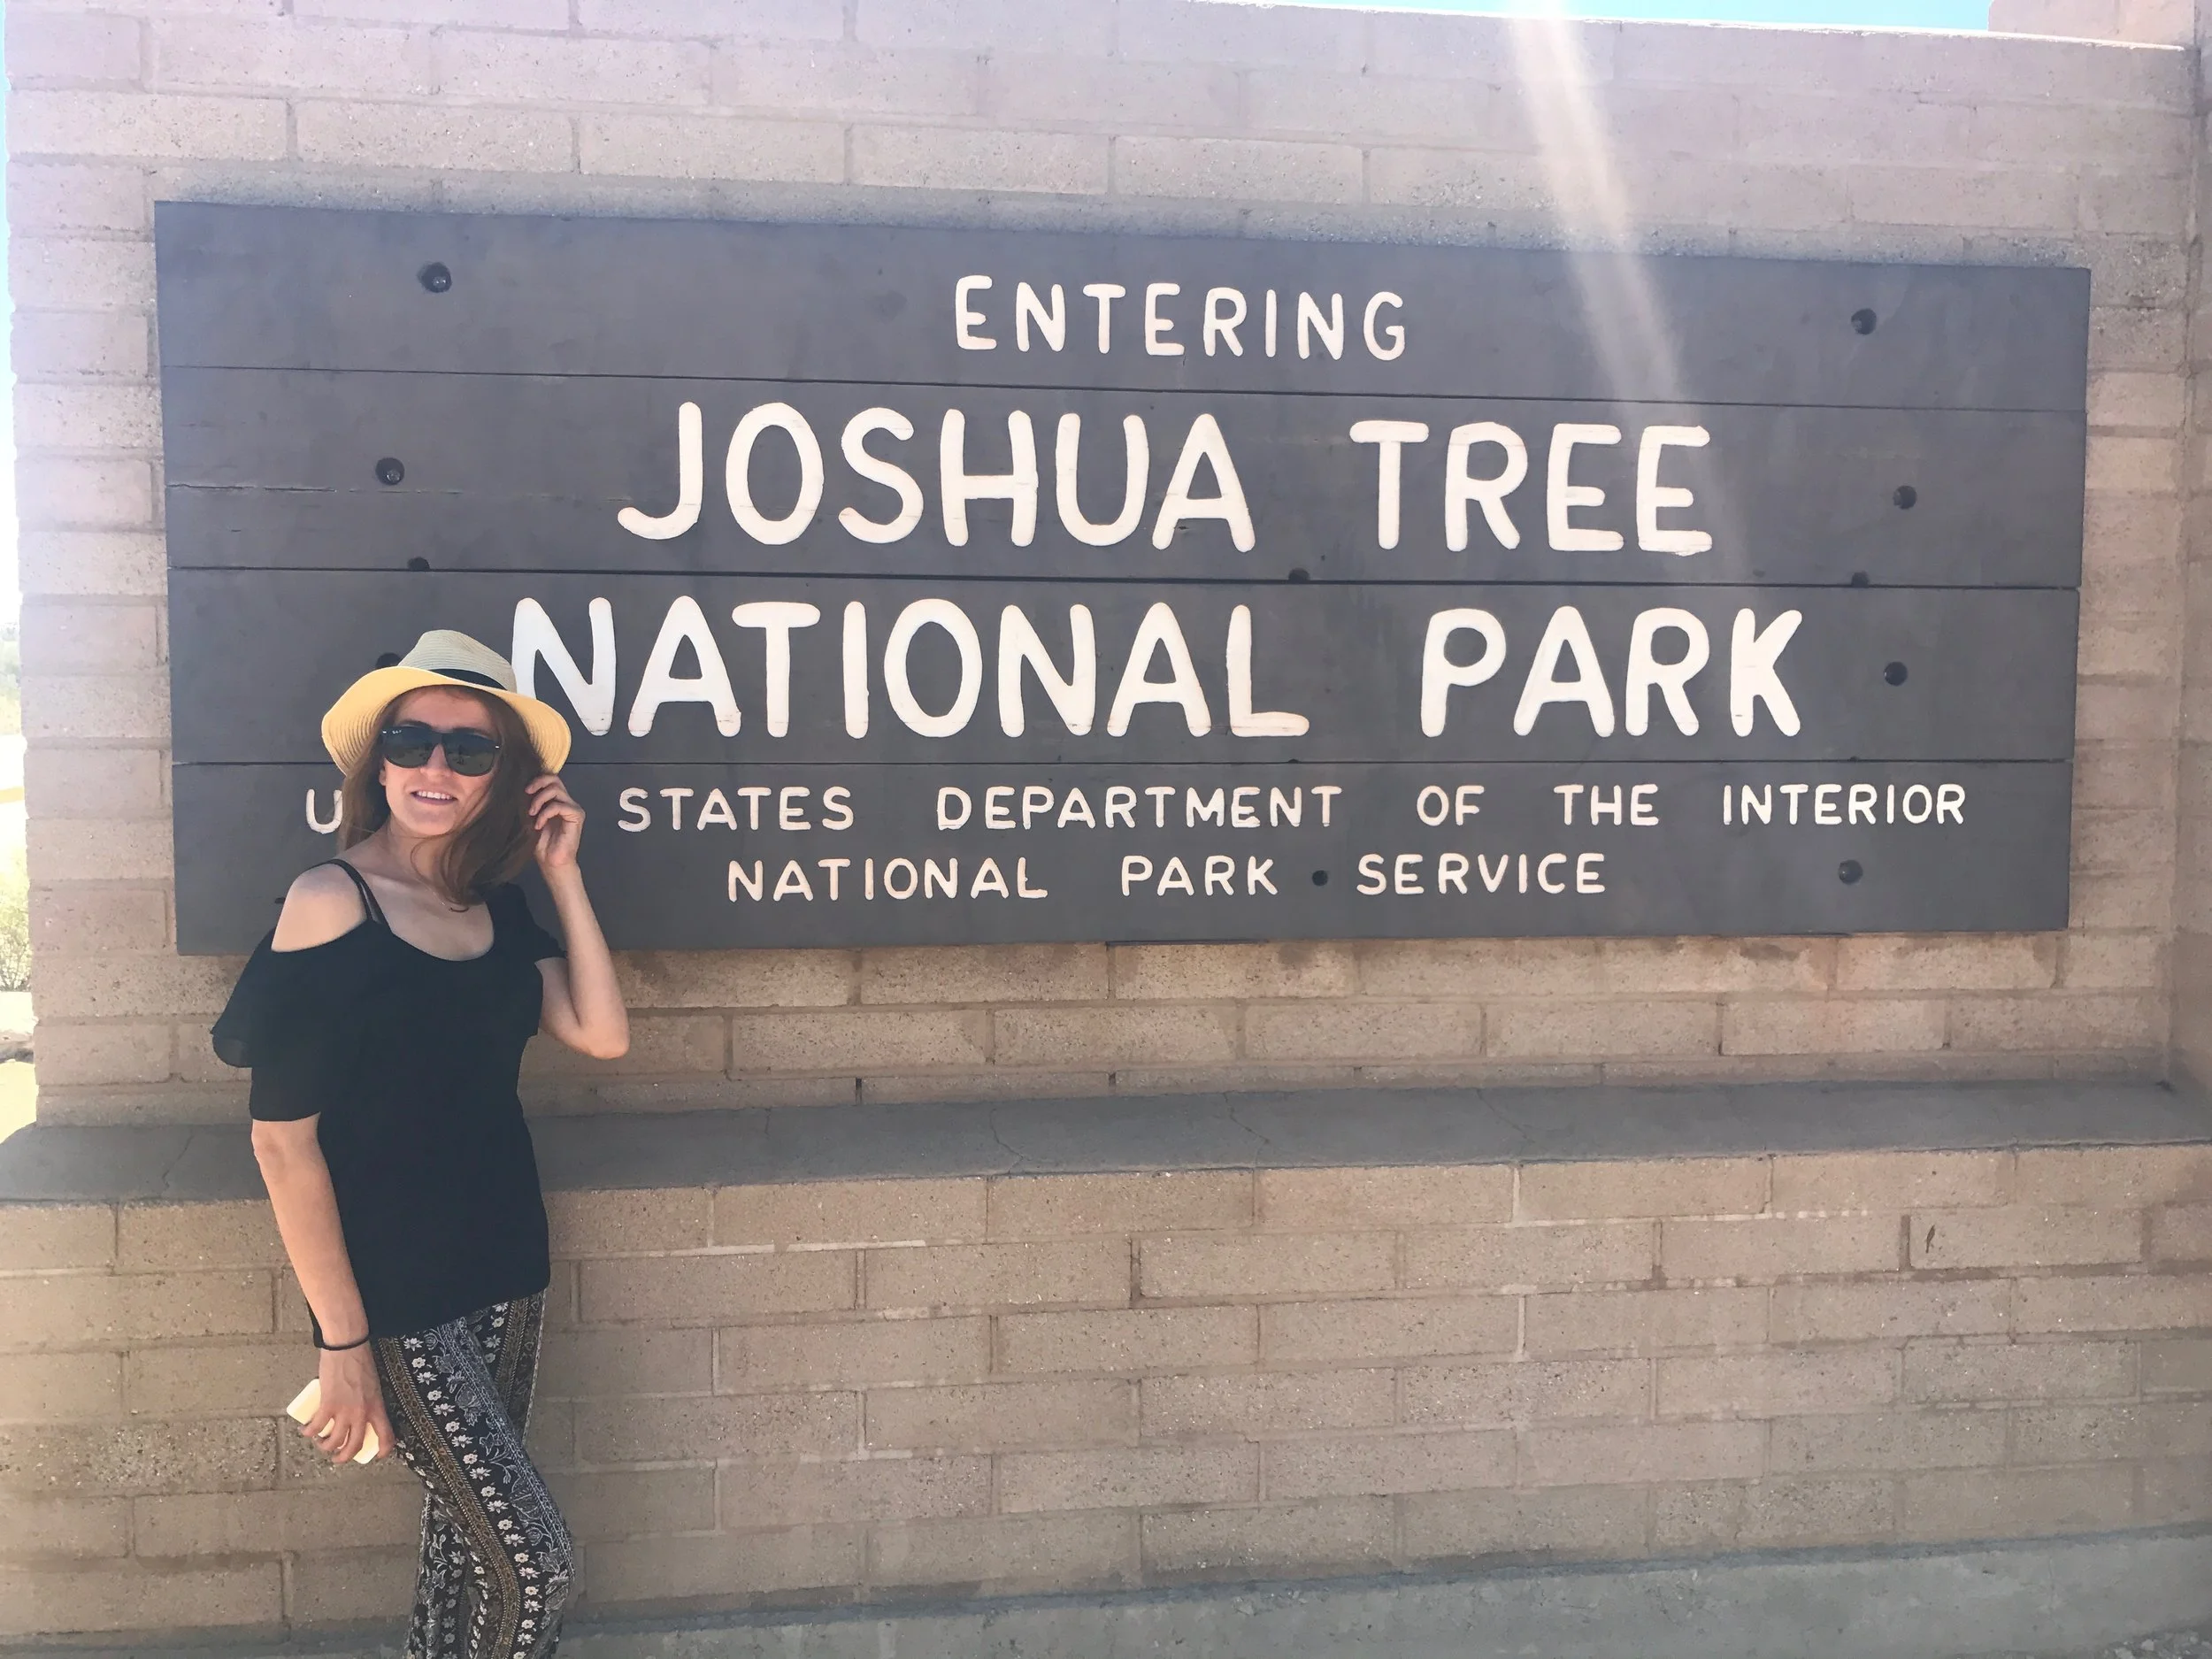 ENTERING
JOSHUA TREE
NATIONAL PARK
STATES DEPARTMENT OF THE INTERIOR
NATIONAL PARK SERVICE